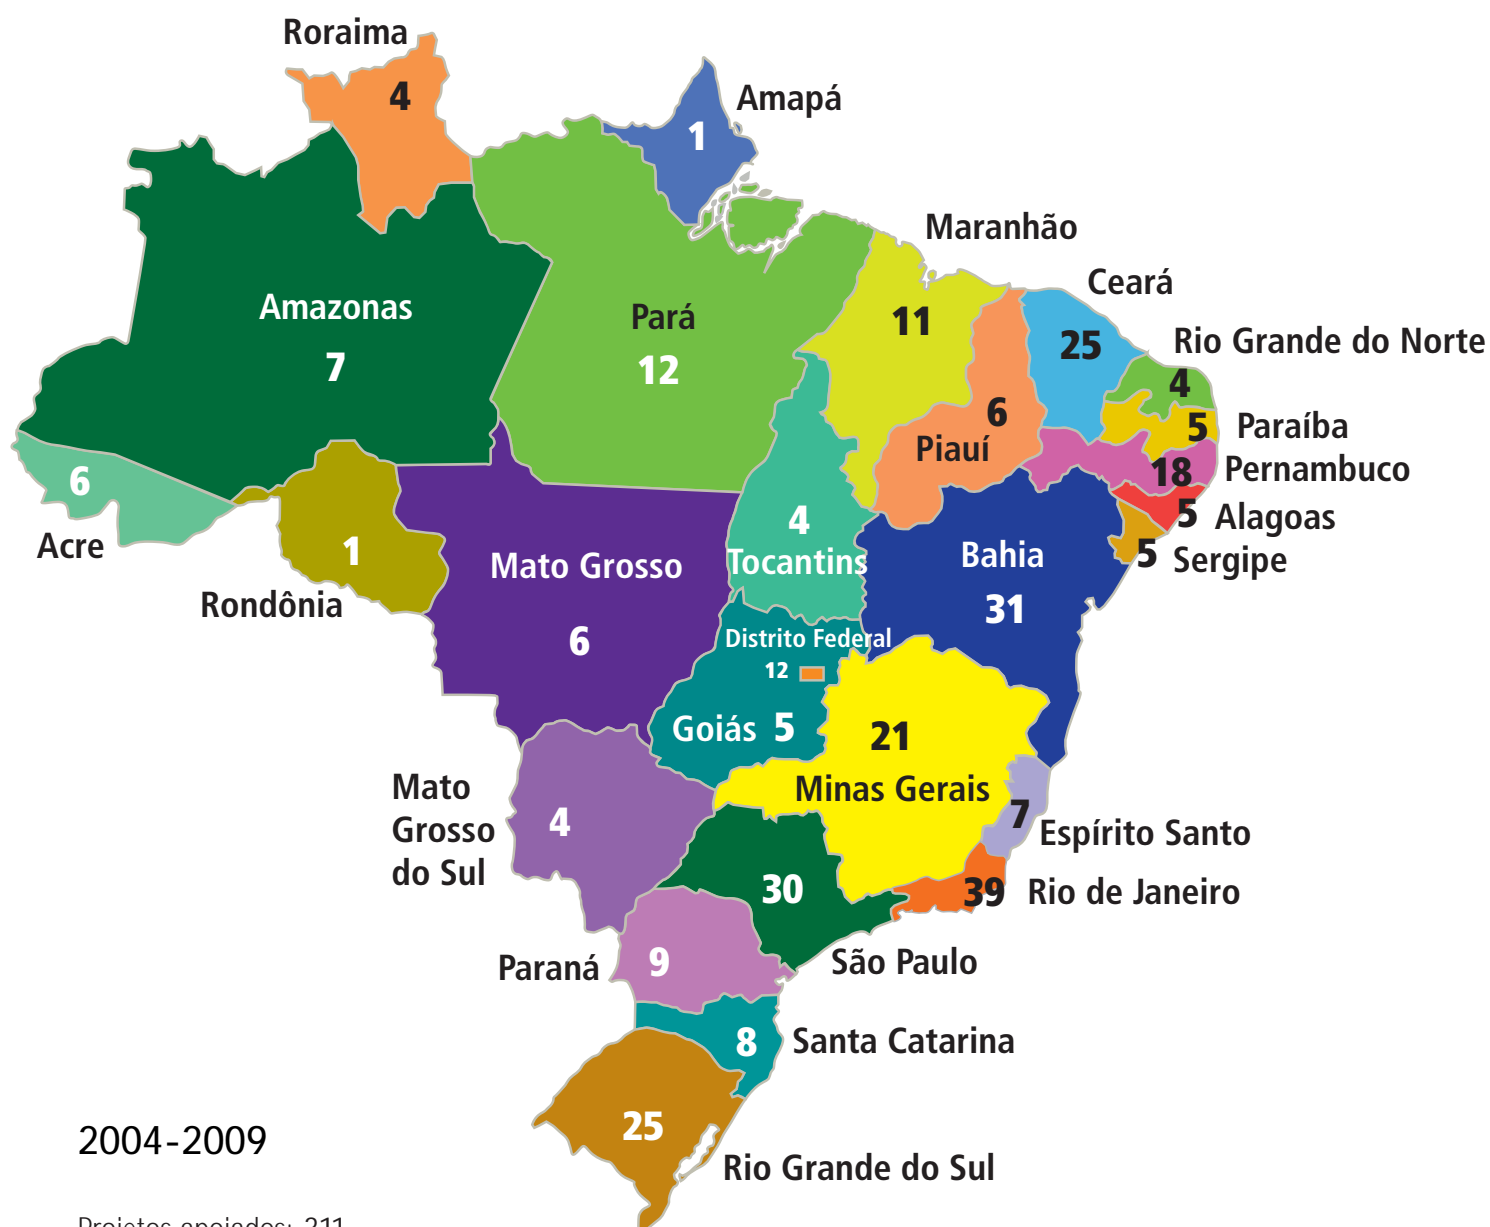 Roraima
4
Amapá
1
Maranhão
11
Ceará
25
Amazonas
7
Pará
12
Rio Grande do Norte
4
Paraíba
5
Piauí
6
Pernambuco
18
Alagoas
5
Sergipe
5
Acre
6
Rondônia
1
Mato Grosso
6
4
Tocantins
Bahia
31
Distrito Federal
12
Goiás 5
21
Minas Gerais
7
Espírito Santo
Mato
Grosso
do Sul
4
30
São Paulo
39
Rio de Janeiro
Paraná
9
8
Santa Catarina
25
Rio Grande do Sul
2004-2009
Projetos apoiados: 211